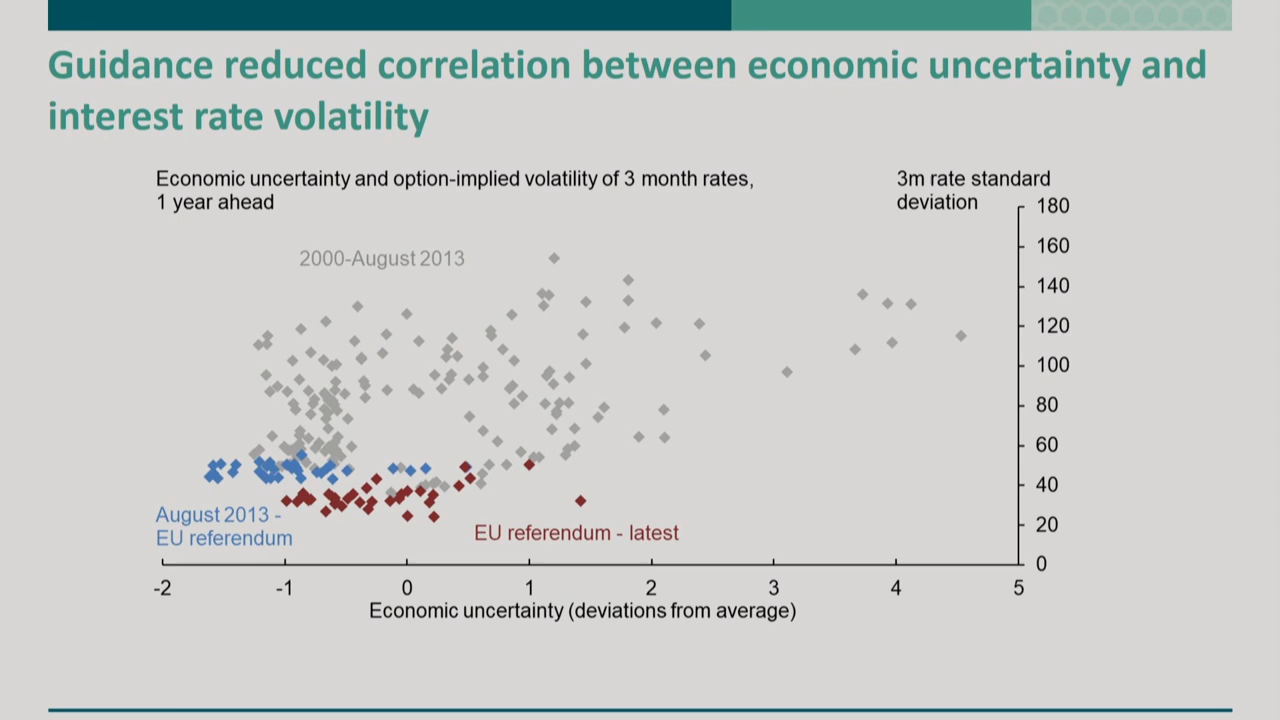 Guidance reduced correlation between economic uncertainty and
interest rate volatility
Economic uncertainty and option-implied volatility of 3 month rates,
1 year ahead
3m rate standard
deviation
2000-August 2013
August 2013 -
EU referendum
EU referendum - latest
180
160
140
120
100
80
60
40
20
0
-2 -1 0 1 2 3 4 5
Economic uncertainty (deviations from average)